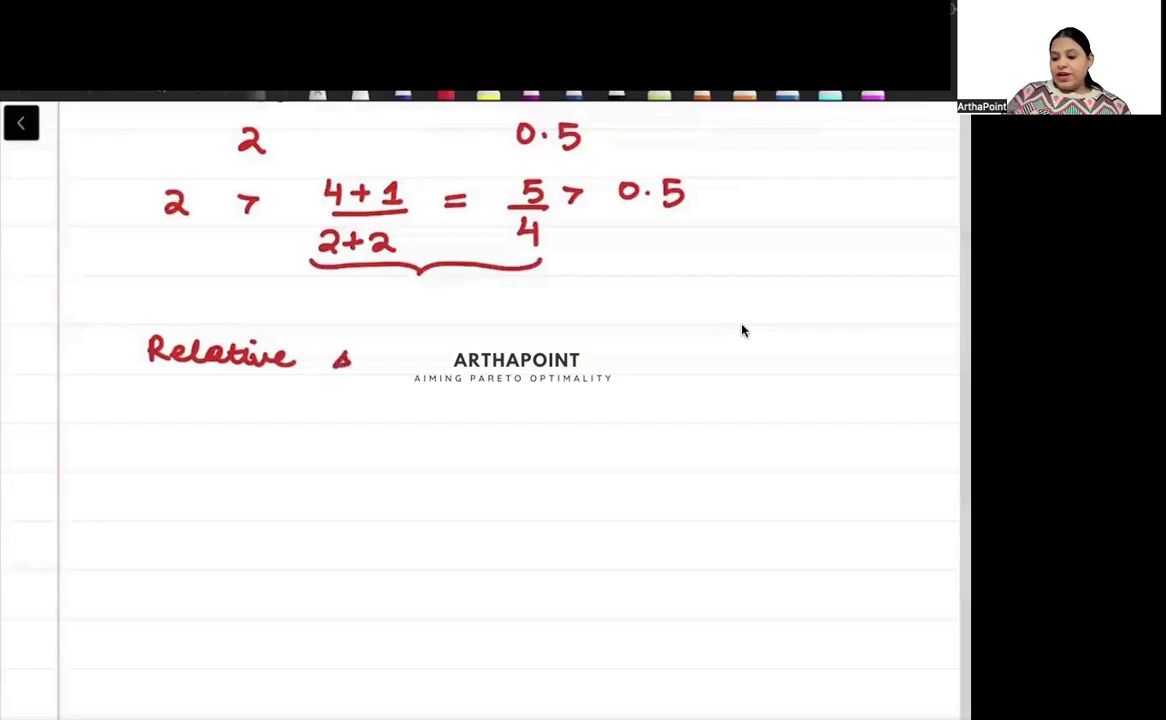 ArthaPoint
2 0.5
2 > 4+1 / 2+2 = 5/4 > 0.5
Relative
ARTHAPOINT
AIMING PARETO OPTIMALITY